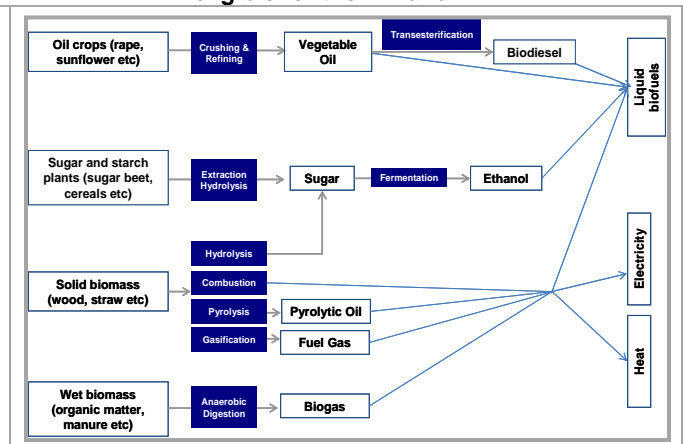 Oil crops (rape,
sunflower etc)
Crushing &
Refining
Vegetable
Oil
Transesterification
Biodiesel
Liquid
biofuels
Sugar and starch
plants (sugar beet,
cereals etc)
Extraction
Hydrolysis
Sugar
Fermentation
Ethanol
Hydrolysis
Solid biomass
(wood, straw etc)
Combustion
Pyrolysis
Pyrolytic Oil
Gasification
Fuel Gas
Electricity
Heat
Wet biomass
(organic matter,
manure etc)
Anaerobic
Digestion
Biogas